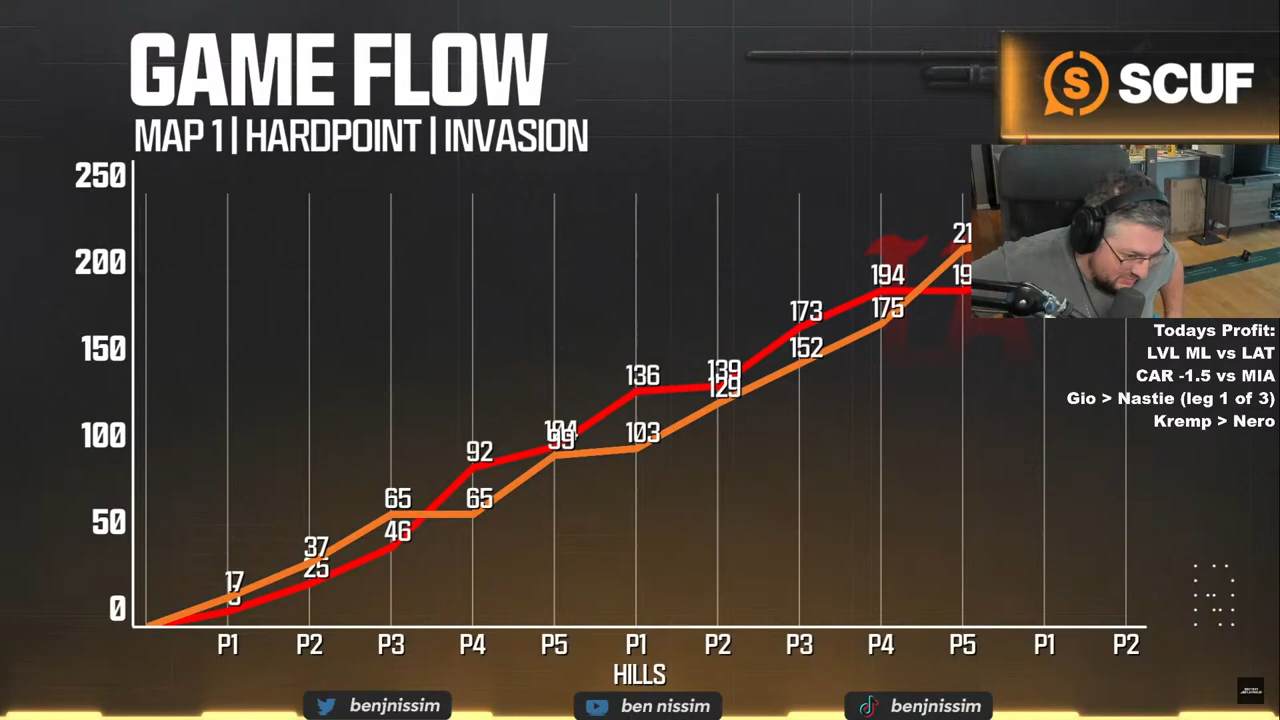 GAME FLOW
MAP 1 | HARDPOINT | INVASION
SCUF
250
200
150
100
50
0
17
37
25
65
46
92
65
99
136
103
139
129
173
152
194
175
21
19
Todays Profit:
LVL ML vs LAT
CAR -1.5 vs MIA
Gio > Nastie (leg 1 of 3)
Kremp > Nero
P1 P2 P3 P4 P5 P1 P2 P3 P4 P5 P1 P2
HILLS
benjnissim
ben nissim
benjnissim